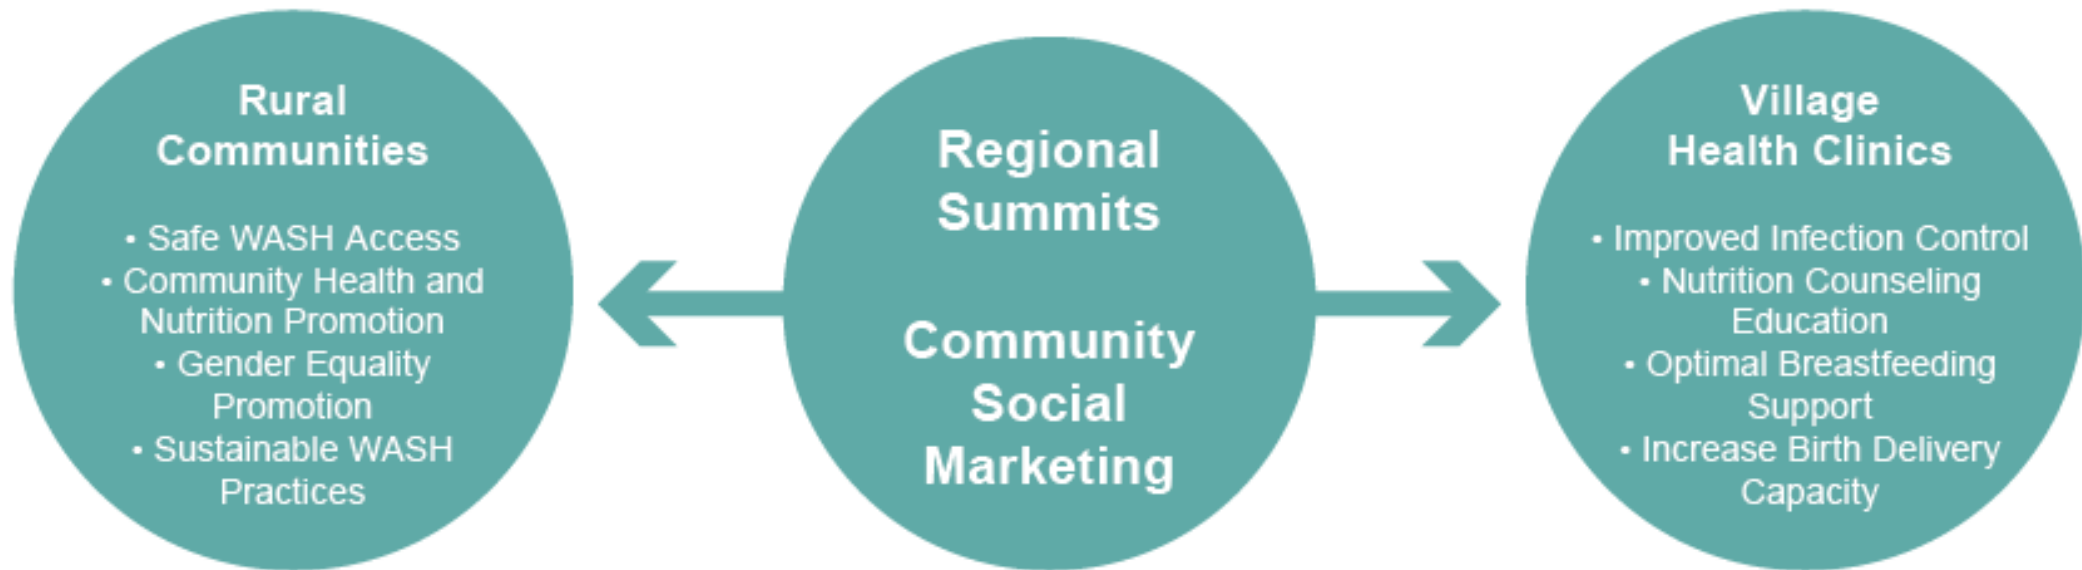 Rural
Communities
• Safe WASH Access
• Community Health and
Nutrition Promotion
• Gender Equality
Promotion
• Sustainable WASH
Practices
Regional
Summits
Community
Social
Marketing
Village
Health Clinics
• Improved Infection Control
• Nutrition Counseling
Education
• Optimal Breastfeeding
Support
• Increase Birth Delivery
Capacity